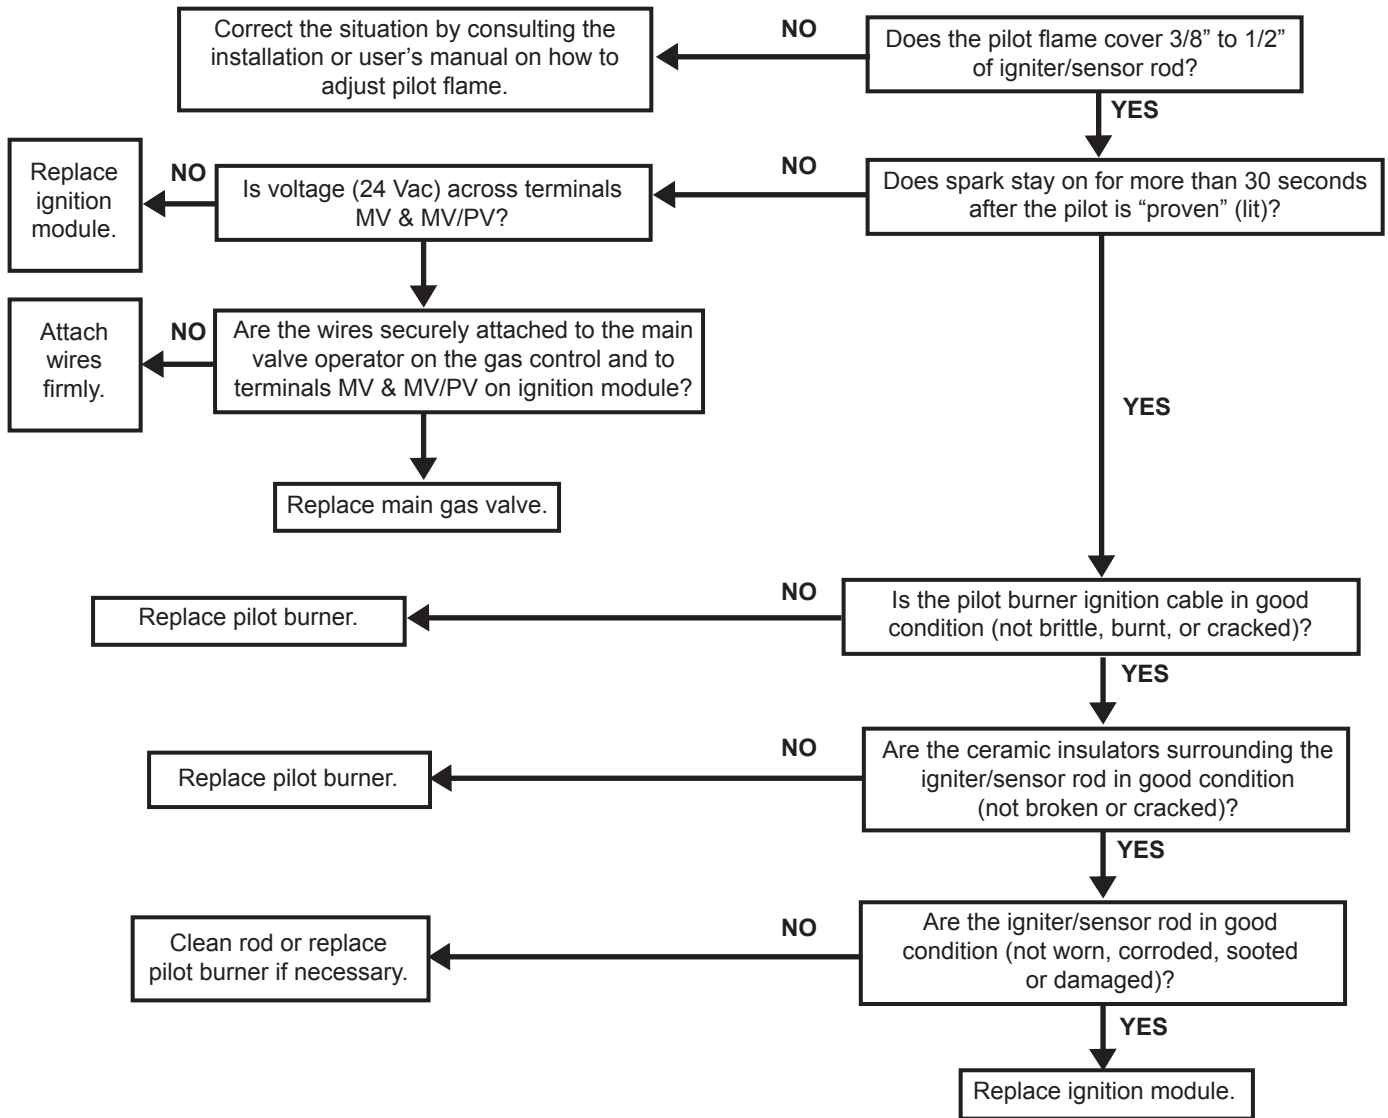 Correct the situation by consulting the
installation or user’s manual on how to
adjust pilot flame.
NO
Does the pilot flame cover 3/8” to 1/2”
of igniter/sensor rod?
YES
Replace
ignition
module.
NO
Is voltage (24 Vac) across terminals
MV & MV/PV?
NO
Does spark stay on for more than 30 seconds
after the pilot is “proven” (lit)?
Attach
wires
firmly.
NO
Are the wires securely attached to the main
valve operator on the gas control and to
terminals MV & MV/PV on ignition module?
YES
Replace main gas valve.
Replace pilot burner.
NO
Is the pilot burner ignition cable in good
condition (not brittle, burnt, or cracked)?
YES
Replace pilot burner.
NO
Are the ceramic insulators surrounding the
igniter/sensor rod in good condition
(not broken or cracked)?
YES
Clean rod or replace
pilot burner if necessary.
NO
Are the igniter/sensor rod in good
condition (not worn, corroded, sooted
or damaged)?
YES
Replace ignition module.